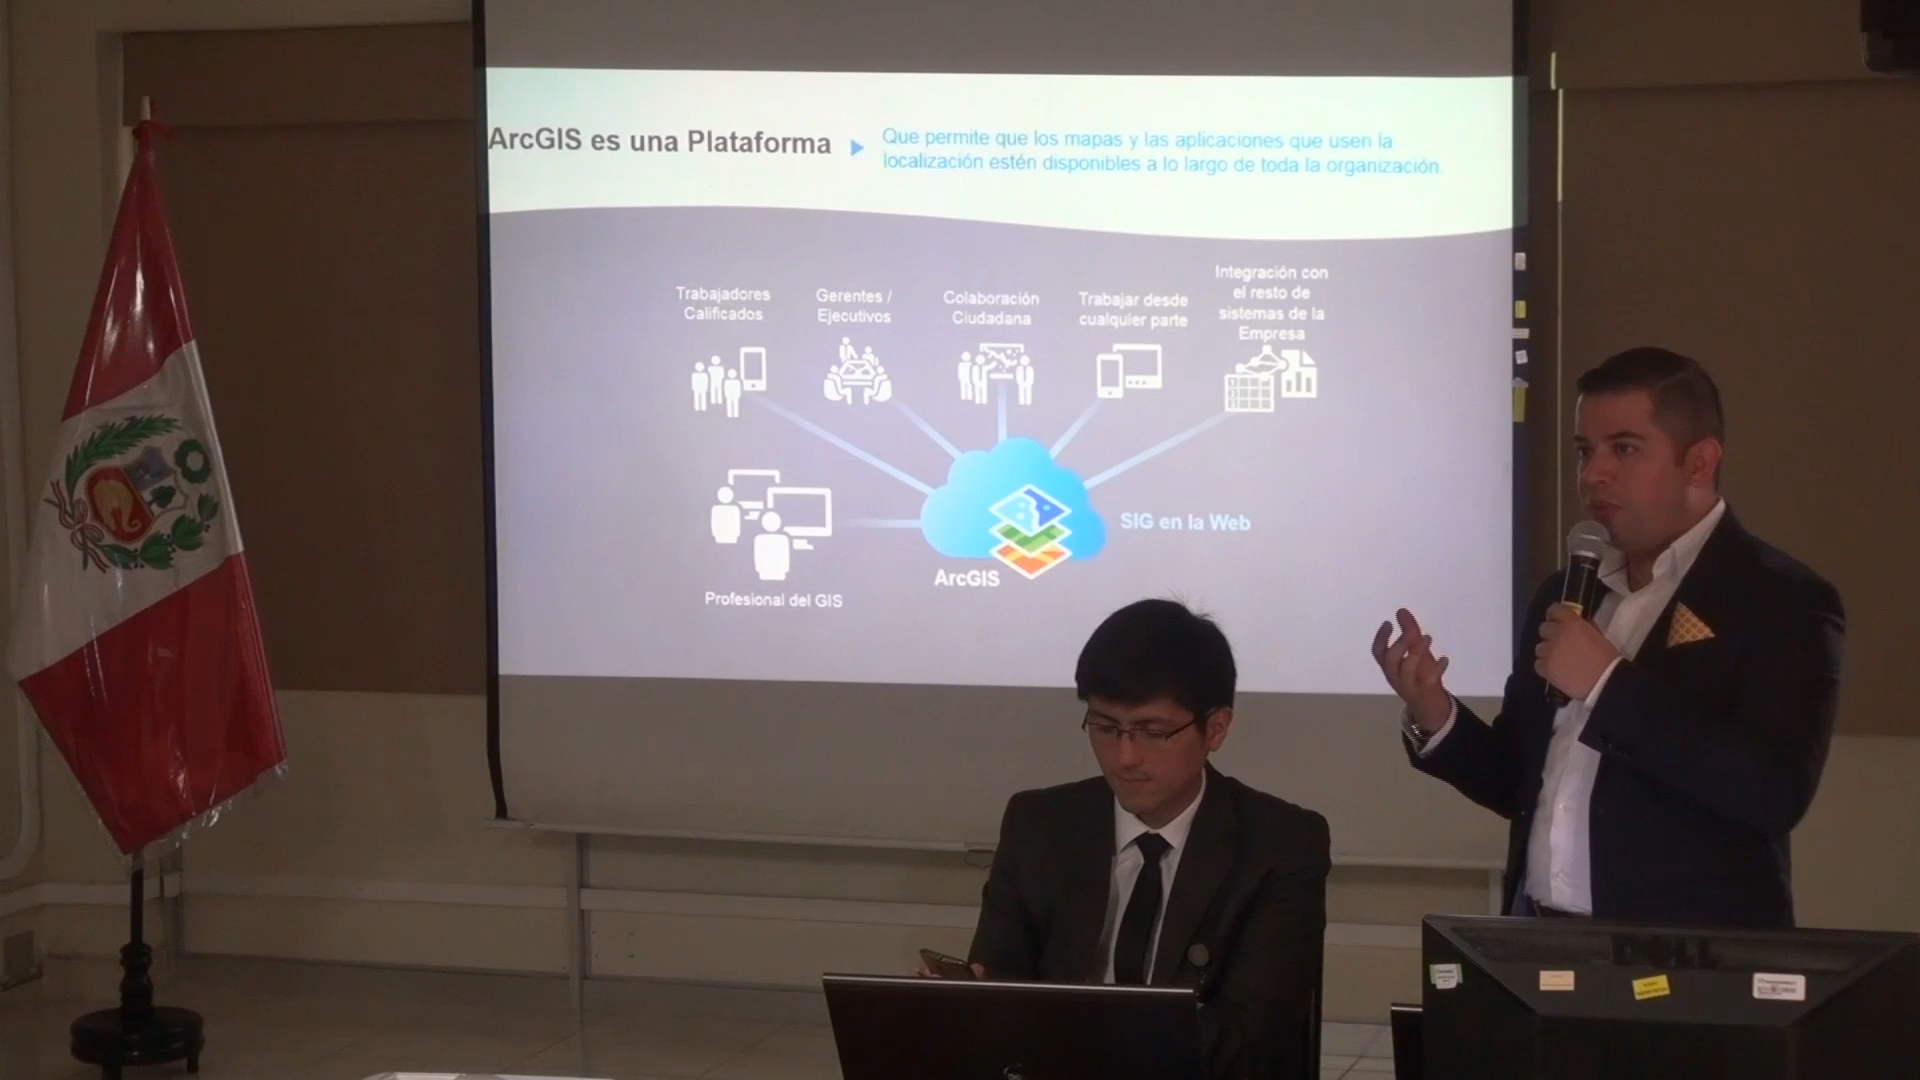 ArcGIS es una Plataforma
Que permite que los mapas y las aplicaciones que usen la
localización estén disponibles a lo largo de toda la organización.
Trabajadores
Calificados
Gerentes /
Ejecutivos
Colaboración
Ciudadana
Trabajar desde
cualquier parte
Integración con
el resto de
sistemas de la
Empresa
SIG en la Web
ArcGIS
Profesional del GIS